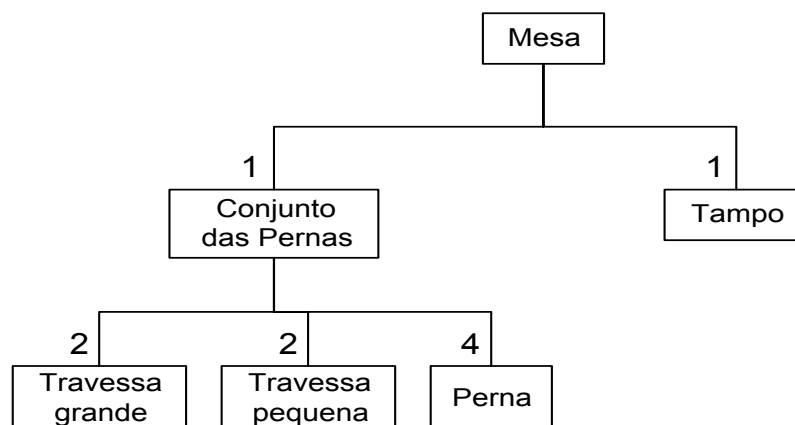 Mesa
1
1
Conjunto
das Pernas
Tampo
2
2
4
Travessa
grande
Travessa
pequena
Perna